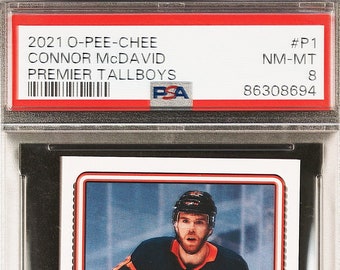 2021 O-PEE-CHEE #P1
CONNOR McDAVID NM-MT
PREMIER TALLBOYS 8
PSA 86308694